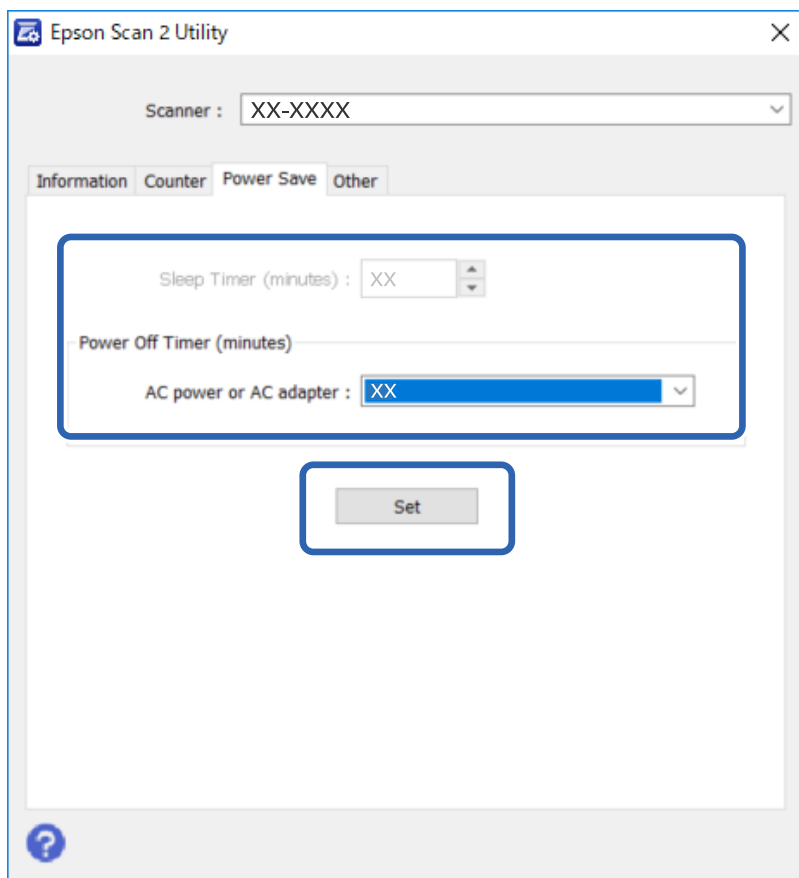 Epson Scan 2 Utility
Scanner : XX-XXXX
Information Counter Power Save Other
Sleep Timer (minutes) : XX
Power Off Timer (minutes)
AC power or AC adapter : XX
Set
?